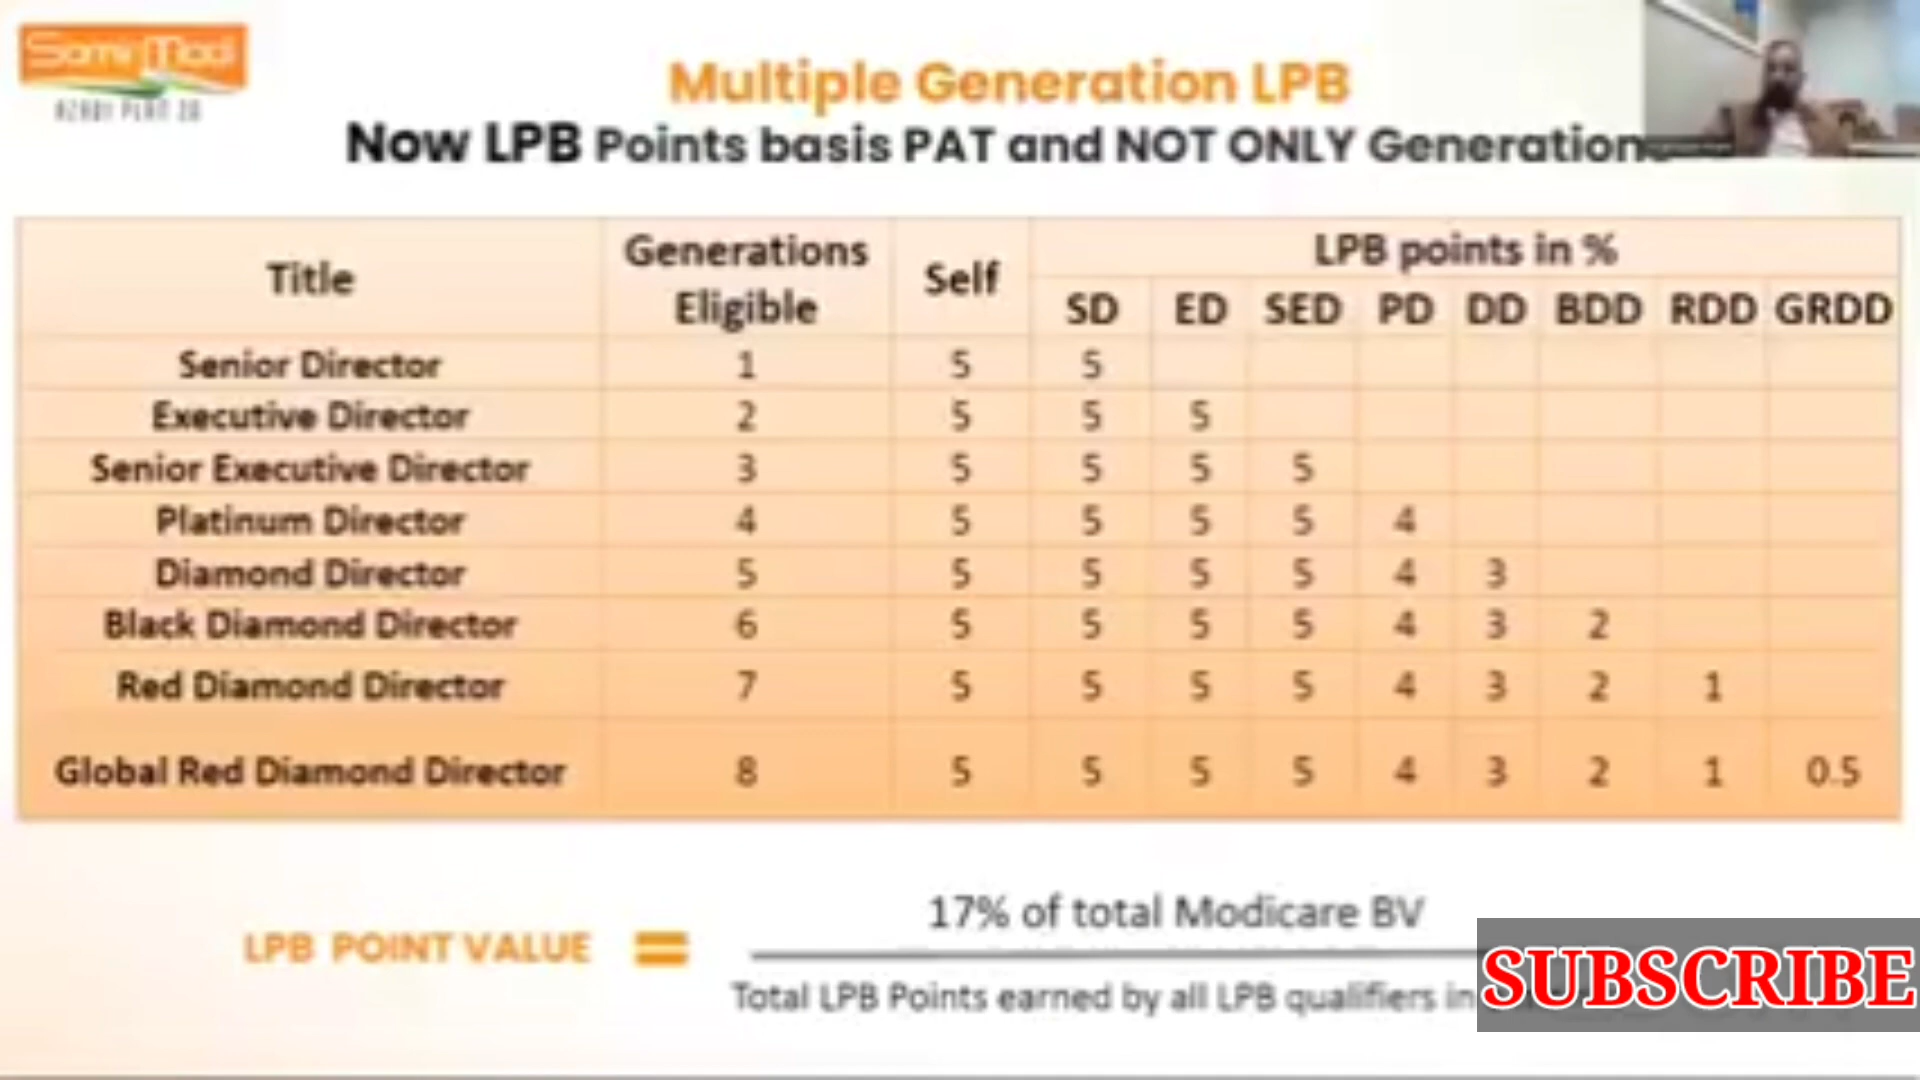 Samir Modi
AZADI PLAN 2O
Multiple Generation LPB
Now LPB Points basis PAT and NOT ONLY Generation
Title Generations Eligible Self LPB points in %
SD ED SED PD DD BDD RDD GRDD
Senior Director 1 5 5
Executive Director 2 5 5 5
Senior Executive Director 3 5 5 5 5
Platinum Director 4 5 5 5 5 4
Diamond Director 5 5 5 5 5 4 3
Black Diamond Director 6 5 5 5 5 4 3 2
Red Diamond Director 7 5 5 5 5 4 3 2 1
Global Red Diamond Director 8 5 5 5 5 4 3 2 1 0.5
17% of total Modicare BV
LPB POINT VALUE =
Total LPB Points earned by all LPB qualifiers in
SUBSCRIBE